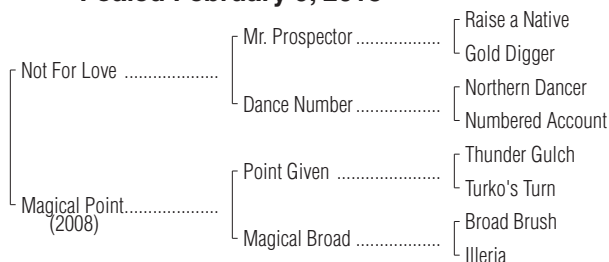 Foaled February
Raise a Native
Mr. Prospector ...................
Gold Digger
Not For Love ....................
Northern Dancer
Dance Number ..................
Numbered Account
Thunder Gulch
Point Given ......................
Turko's Turn
Magical Point....................
(2008)
Broad Brush
Magical Broad ...................
Illeria